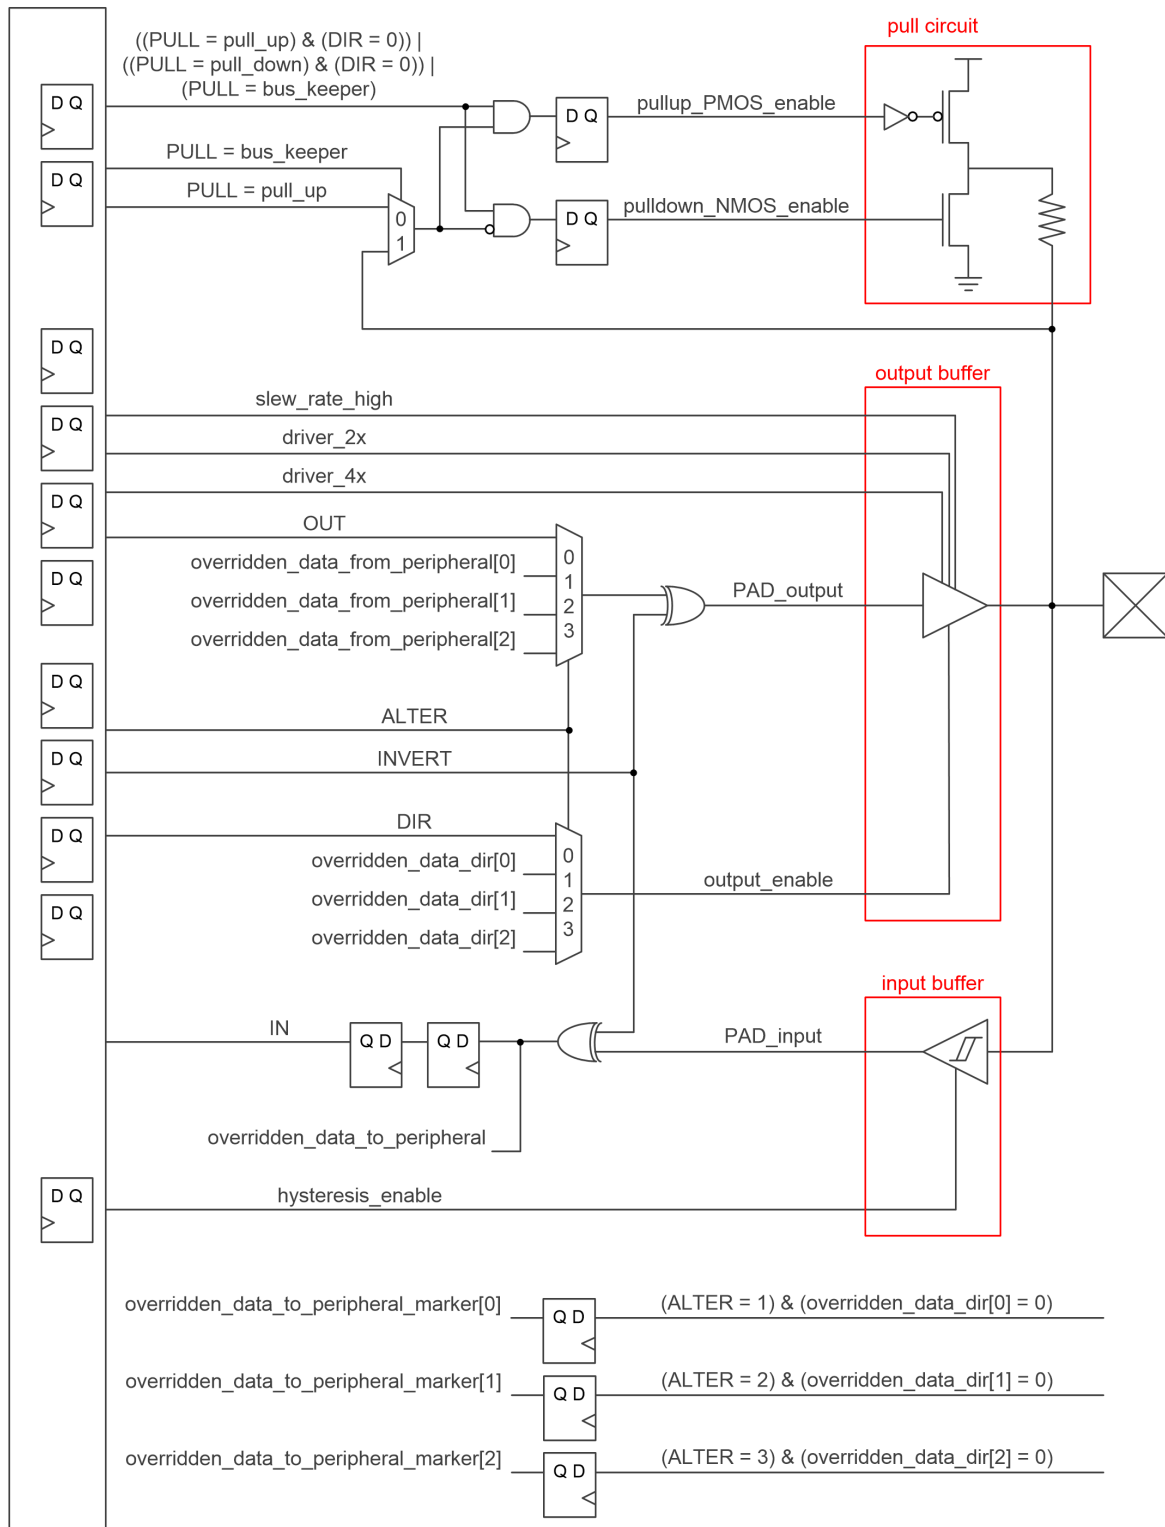 pull circuit
((PULL = pull_up) & (DIR = 0)) |
((PULL = pull_down) & (DIR = 0)) |
(PULL = bus_keeper)
D Q
D Q
pullup_PMOS_enable
PULL = bus_keeper
D Q
PULL = pull_up
0
1
D Q
pulldown_NMOS_enable
D Q
output buffer
slew_rate_high
D Q
driver_2x
driver_4x
D Q
OUT
overridden_data_from_peripheral[0]
overridden_data_from_peripheral[1]
overridden_data_from_peripheral[2]
0
1
2
3
D Q
PAD_output
D Q
ALTER
D Q
INVERT
D Q
DIR
overridden_data_dir[0]
overridden_data_dir[1]
overridden_data_dir[2]
0
1
2
3
output_enable
D Q
input buffer
IN
Q D
Q D
PAD_input
overridden_data_to_peripheral
D Q
hysteresis_enable
overridden_data_to_peripheral_marker[0]
Q D
(ALTER = 1) & (overridden_data_dir[0] = 0)
overridden_data_to_peripheral_marker[1]
Q D
(ALTER = 2) & (overridden_data_dir[1] = 0)
overridden_data_to_peripheral_marker[2]
Q D
(ALTER = 3) & (overridden_data_dir[2] = 0)